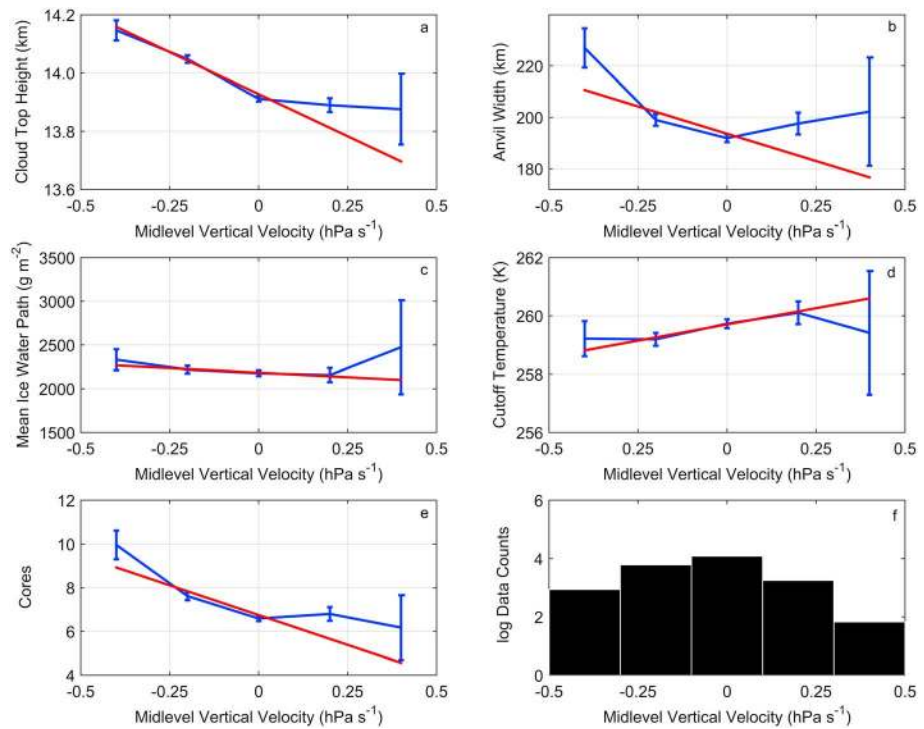 a
14.2
14.0
13.8
13.6
Cloud Top Height (km)
-0.5 -0.25 0 0.25 0.5
Midlevel Vertical Velocity (hPa s⁻¹)
b
220
200
180
Anvil Width (km)
-0.5 -0.25 0 0.25 0.5
Midlevel Vertical Velocity (hPa s⁻¹)
c
3500
3000
2500
2000
1500
Mean Ice Water Path (g m⁻²)
-0.5 -0.25 0 0.25 0.5
Midlevel Vertical Velocity (hPa s⁻¹)
d
262
260
258
256
Cutoff Temperature (K)
-0.5 -0.25 0 0.25 0.5
Midlevel Vertical Velocity (hPa s⁻¹)
e
12
10
8
6
4
Cores
-0.5 -0.25 0 0.25 0.5
Midlevel Vertical Velocity (hPa s⁻¹)
f
6
4
2
0
log Data Counts
-0.5 -0.25 0 0.25 0.5
Midlevel Vertical Velocity (hPa s⁻¹)